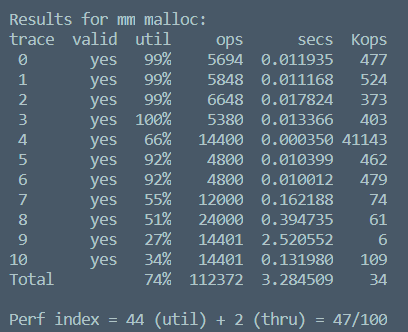 Results for mm malloc:
trace valid util ops secs Kops
0 yes 99% 5694 0.011935 477
1 yes 99% 5848 0.011168 524
2 yes 99% 6648 0.017824 373
3 yes 100% 5380 0.013366 403
4 yes 66% 14400 0.000350 41143
5 yes 92% 4800 0.010399 462
6 yes 92% 4800 0.010012 479
7 yes 55% 12000 0.162188 74
8 yes 51% 24000 0.394735 61
9 yes 27% 14401 2.520552 6
10 yes 34% 14401 0.131980 109
Total 74% 112372 3.284509 34
Perf index = 44 (util) + 2 (thru) = 47/100